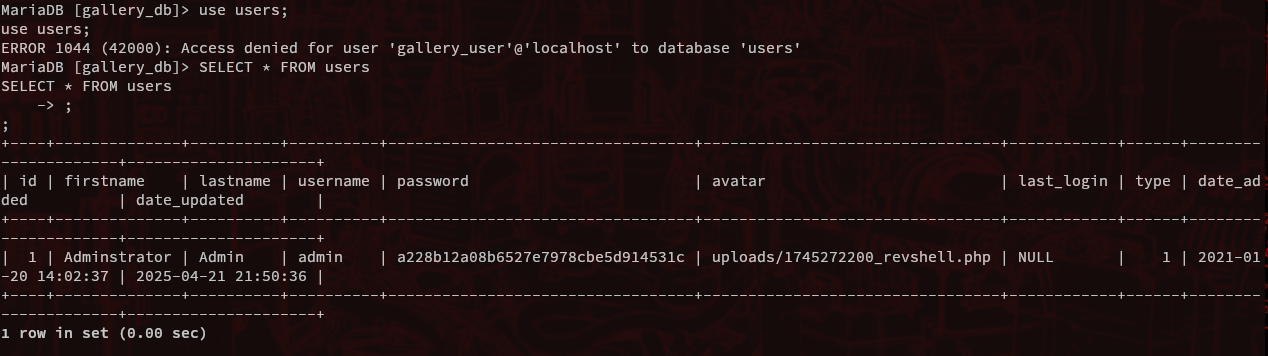 MariaDB [gallery_db]> use users;
use users;
ERROR 1044 (42000): Access denied for user 'gallery_user'@'localhost' to database 'users'
MariaDB [gallery_db]> SELECT * FROM users
SELECT * FROM users
    -> ;
;
+----+--------------+----------+----------+----------------------------------+--------------------------------+------------+------+--------
-------------+---------------------+
| id | firstname    | lastname | username | password                         | avatar                         | last_login | type | date_ad
ded          | date_updated        |
+----+--------------+----------+----------+----------------------------------+--------------------------------+------------+------+--------
-------------+---------------------+
|  1 | Adminstrator | Admin    | admin    | a228b12a08b6527e7978cbe5d914531c | uploads/1745272200_revshell.php | NULL       |    1 | 2021-01
-20 14:02:37 | 2025-04-21 21:50:36 |
+----+--------------+----------+----------+----------------------------------+--------------------------------+------------+------+--------
-------------+---------------------+
1 row in set (0.00 sec)